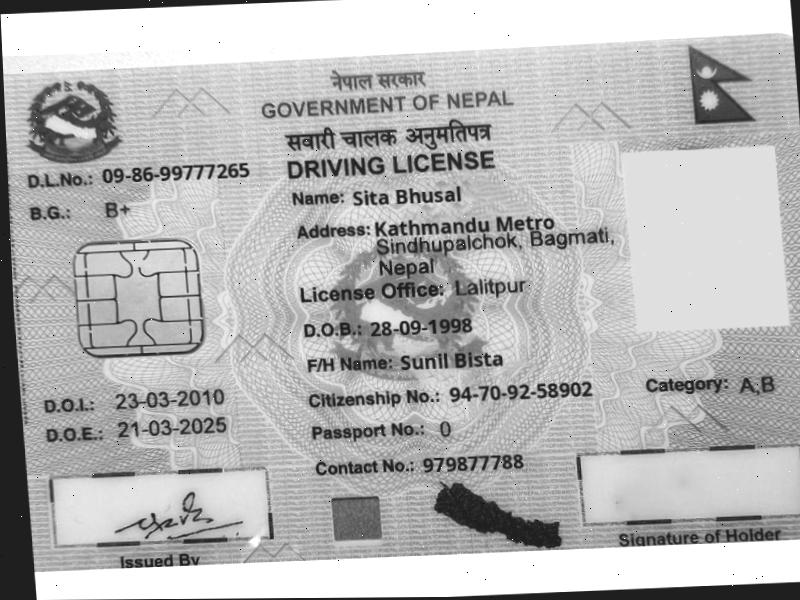 नेपाल सरकार
GOVERNMENT OF NEPAL
सवारी चालक अनुमतिपत्र
DRIVING LICENSE
D.L.No.: 09-86-99777265
B.G.: B+
Name: Sita Bhusal
Address: Kathmandu Metro
Sindhupalchok, Bagmati,
Nepal
License Office: Lalitpur
D.O.B.: 28-09-1998
F/H Name: Sunil Bista
D.O.I.: 23-03-2010
Citizenship No.: 94-70-92-58902
Category: A,B
D.O.E.: 21-03-2025
Passport No.: 0
Contact No.: 979877788
Issued By
Signature of Holder